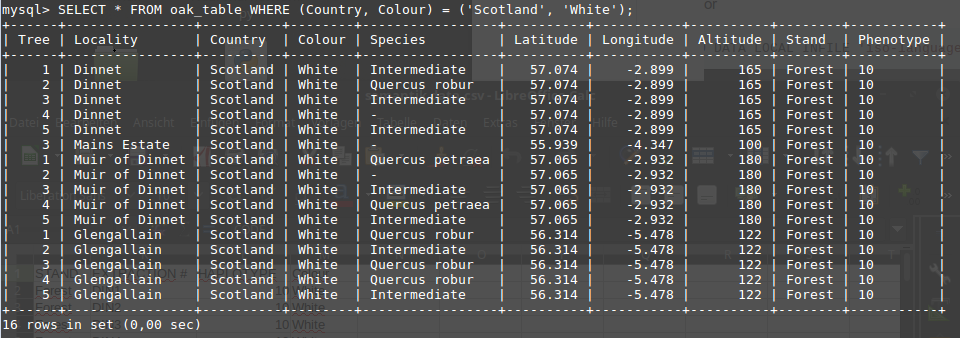 mysql> SELECT * FROM oak_table WHERE (Country, Colour) = ('Scotland', 'White');
| Tree | Locality | Country | Colour | Species | Latitude | Longitude | Altitude | Stand | Phenotype |
| 1 | Dinnet | Scotland | White | Intermediate | 57.074 | -2.899 | 165 | Forest | 10 |
| 2 | Dinnet | Scotland | White | Quercus robur | 57.074 | -2.899 | 165 | Forest | 10 |
| 3 | Dinnet | Scotland | White | Intermediate | 57.074 | -2.899 | 165 | Forest | 10 |
| 4 | Dinnet | Scotland | White | - | 57.074 | -2.899 | 165 | Forest | 10 |
| 5 | Dinnet | Scotland | White | Intermediate | 57.074 | -2.899 | 165 | Forest | 10 |
| 3 | Mains Estate | Scotland | White | | 55.939 | -4.347 | 100 | Forest | 10 |
| 1 | Muir of Dinnet | Scotland | White | Quercus petraea | 57.065 | -2.932 | 180 | Forest | 10 |
| 2 | Muir of Dinnet | Scotland | White | - | 57.065 | -2.932 | 180 | Forest | 10 |
| 3 | Muir of Dinnet | Scotland | White | Intermediate | 57.065 | -2.932 | 180 | Forest | 10 |
| 4 | Muir of Dinnet | Scotland | White | Quercus petraea | 57.065 | -2.932 | 180 | Forest | 10 |
| 5 | Muir of Dinnet | Scotland | White | Intermediate | 57.065 | -2.932 | 180 | Forest | 10 |
| 1 | Glengallain | Scotland | White | Quercus robur | 56.314 | -5.478 | 122 | Forest | 10 |
| 2 | Glengallain | Scotland | White | Intermediate | 56.314 | -5.478 | 122 | Forest | 10 |
| 3 | Glengallain | Scotland | White | Quercus robur | 56.314 | -5.478 | 122 | Forest | 10 |
| 4 | Glengallain | Scotland | White | Quercus robur | 56.314 | -5.478 | 122 | Forest | 10 |
| 5 | Glengallain | Scotland | White | Intermediate | 56.314 | -5.478 | 122 | Forest | 10 |
16 rows in set (0,00 sec)